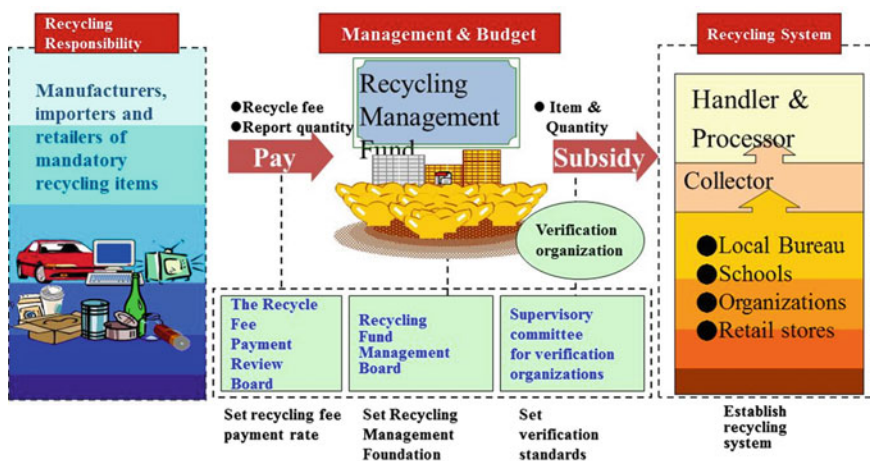 Recycling
Responsibility
Manufacturers,
importers and
retailers of
mandatory
recycling items
Management & Budget
●Recycle fee
●Report quantity
Pay
Recycling
Management
Fund
● Item &
Quantity
Subsidy
Verification
organization
The Recycle
Fee
Payment
Review
Board
Recycling
Fund
Management
Board
Supervisory
committee
for verification
organizations
Set recycling fee
payment rate
Set Recycling
Management
Foundation
Set
verification
standards
Recycling System
Handler &
Processor
Collector
●Local Bureau
●Schools
●Organizations
●Retail stores
Establish
recycling
system